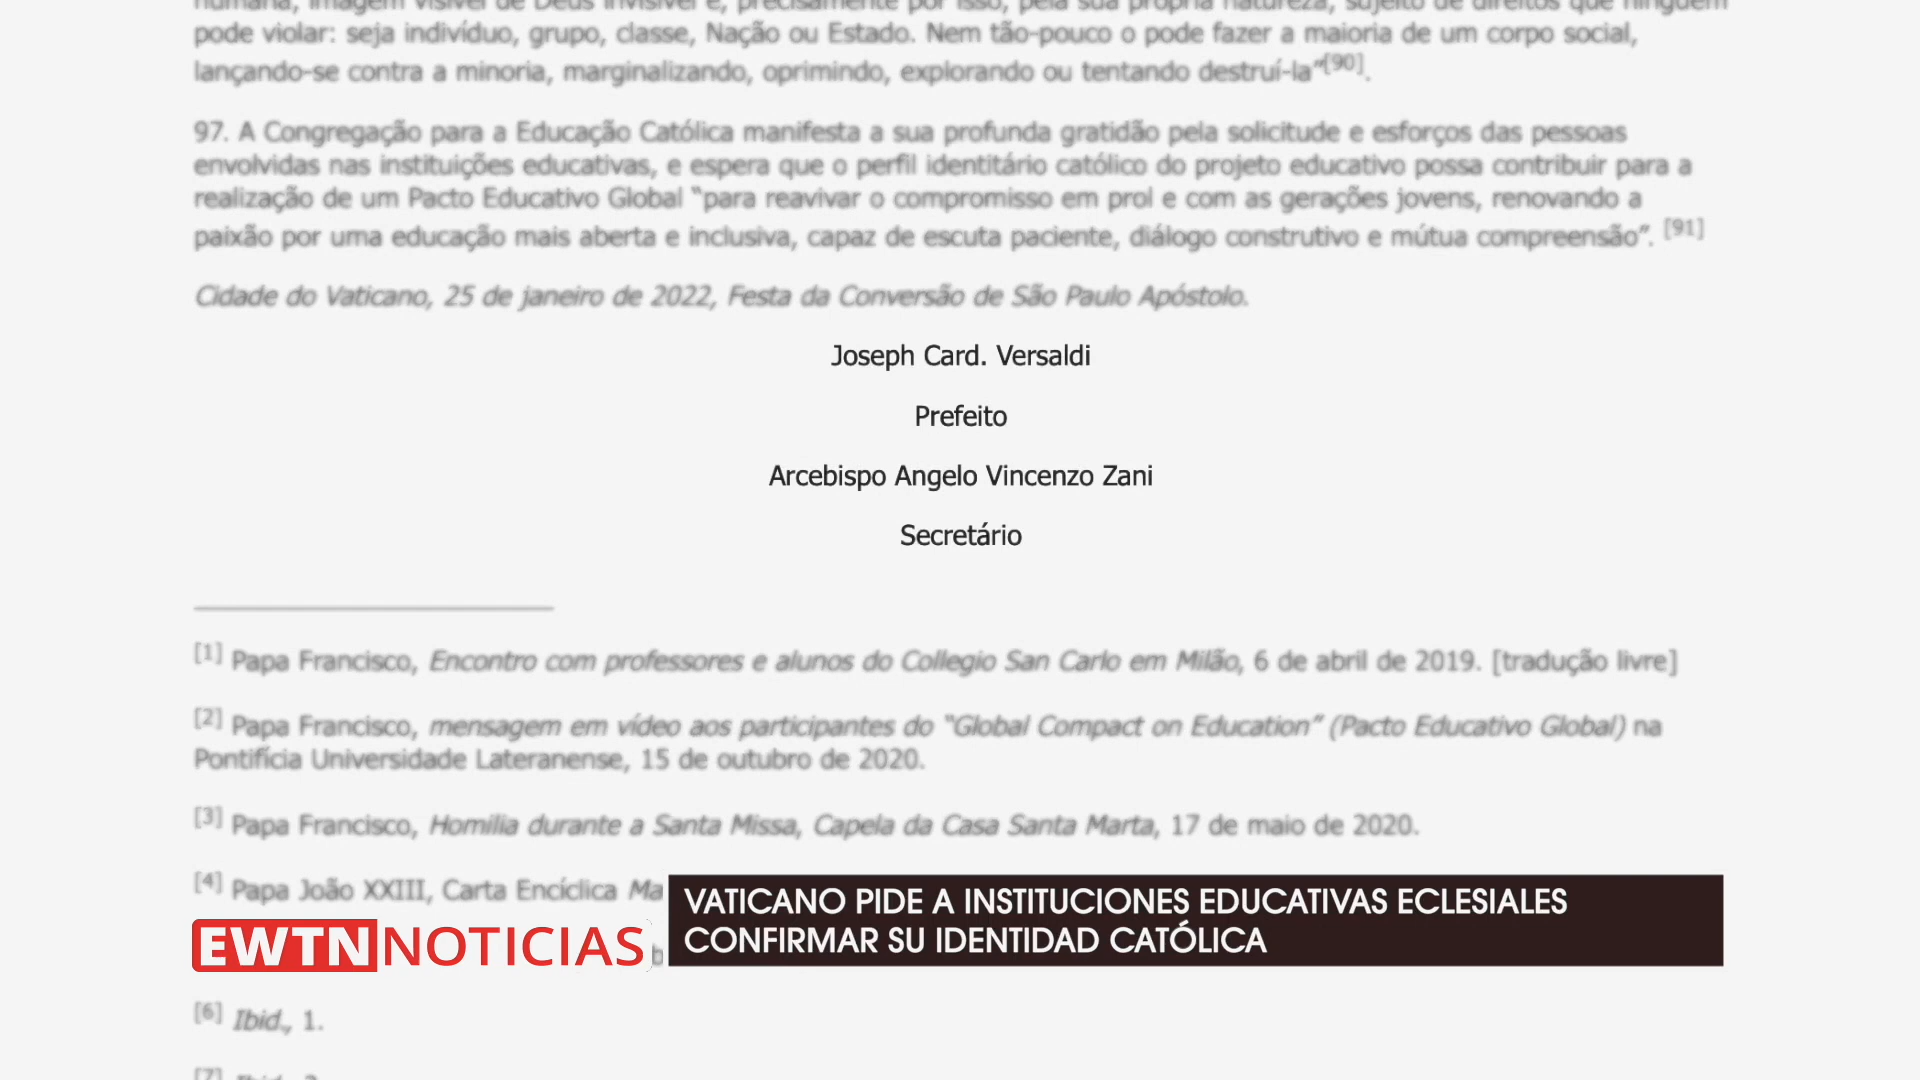 humana, imagem visível de Deus invisível e, precisamente por isso, pela sua própria natureza, sujeito de direitos que ninguém
pode violar: seja indivíduo, grupo, classe, Nação ou Estado. Nem tão-pouco o pode fazer a maioria de um corpo social,
lançando-se contra a minoria, marginalizando, oprimindo, explorando ou tentando destruí-la”[90].
97. A Congregação para a Educação Católica manifesta a sua profunda gratidão pela solicitude e esforços das pessoas
envolvidas nas instituições educativas, e espera que o perfil identitário católico do projeto educativo possa contribuir para a
realização de um Pacto Educativo Global “para reavivar o compromisso em prol e com as gerações jovens, renovando a
paixão por uma educação mais aberta e inclusiva, capaz de escuta paciente, diálogo construtivo e mútua compreensão”. [91]
Cidade do Vaticano, 25 de janeiro de 2022, Festa da Conversão de São Paulo Apóstolo.
Joseph Card. Versaldi
Prefeito
Arcebispo Angelo Vincenzo Zani
Secretário
[1] Papa Francisco, Encontro com professores e alunos do Collegio San Carlo em Milão, 6 de abril de 2019. [tradução livre]
[2] Papa Francisco, mensagem em vídeo aos participantes do “Global Compact on Education” (Pacto Educativo Global) na
Pontifícia Universidade Lateranense, 15 de outubro de 2020.
[3] Papa Francisco, Homilia durante a Santa Missa, Capela da Casa Santa Marta, 17 de maio de 2020.
[4] Papa João XXIII, Carta Encíclica Ma
VATICANO PIDE A INSTITUCIONES EDUCATIVAS ECLESIALES
CONFIRMAR SU IDENTIDAD CATÓLICA
EWTN NOTICIAS
[6] Ibid., 1.
[7] Ibid.